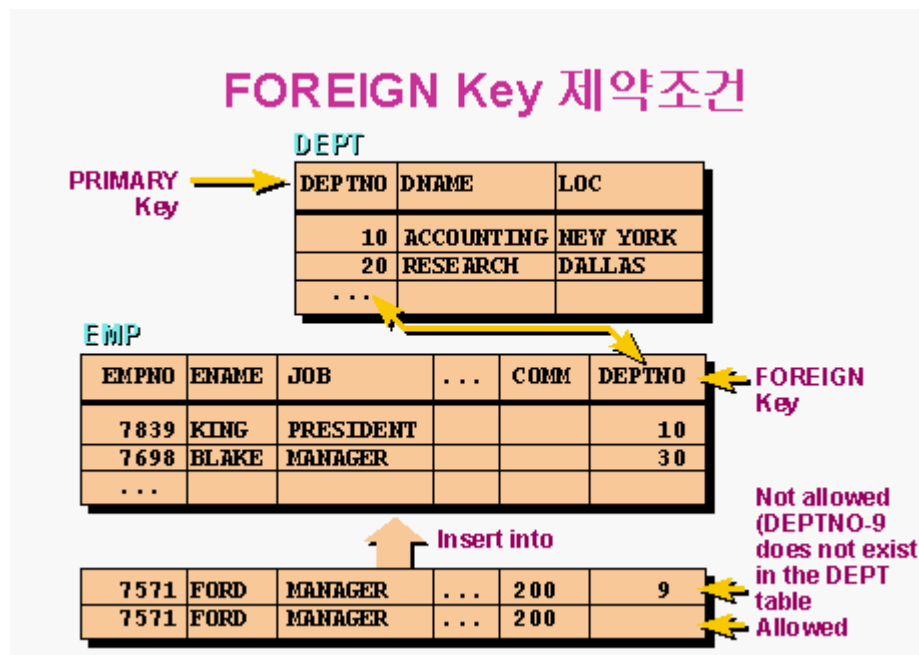 FOREIGN Key 제약조건
DEPT
PRIMARY
Key
DEPTNO DNAME LOC
10 ACCOUNTING NEW YORK
20 RESEARCH DALLAS
...
EMP
EMPNO ENAME JOB ... COMM DEPTNO
FOREIGN
Key
7839 KING PRESIDENT 10
7698 BLAKE MANAGER 30
...
Insert into
Not allowed
(DEPTNO-9
does not exist
in the DEPT
table
Allowed
7571 FORD MANAGER ... 200 9
7571 FORD MANAGER ... 200